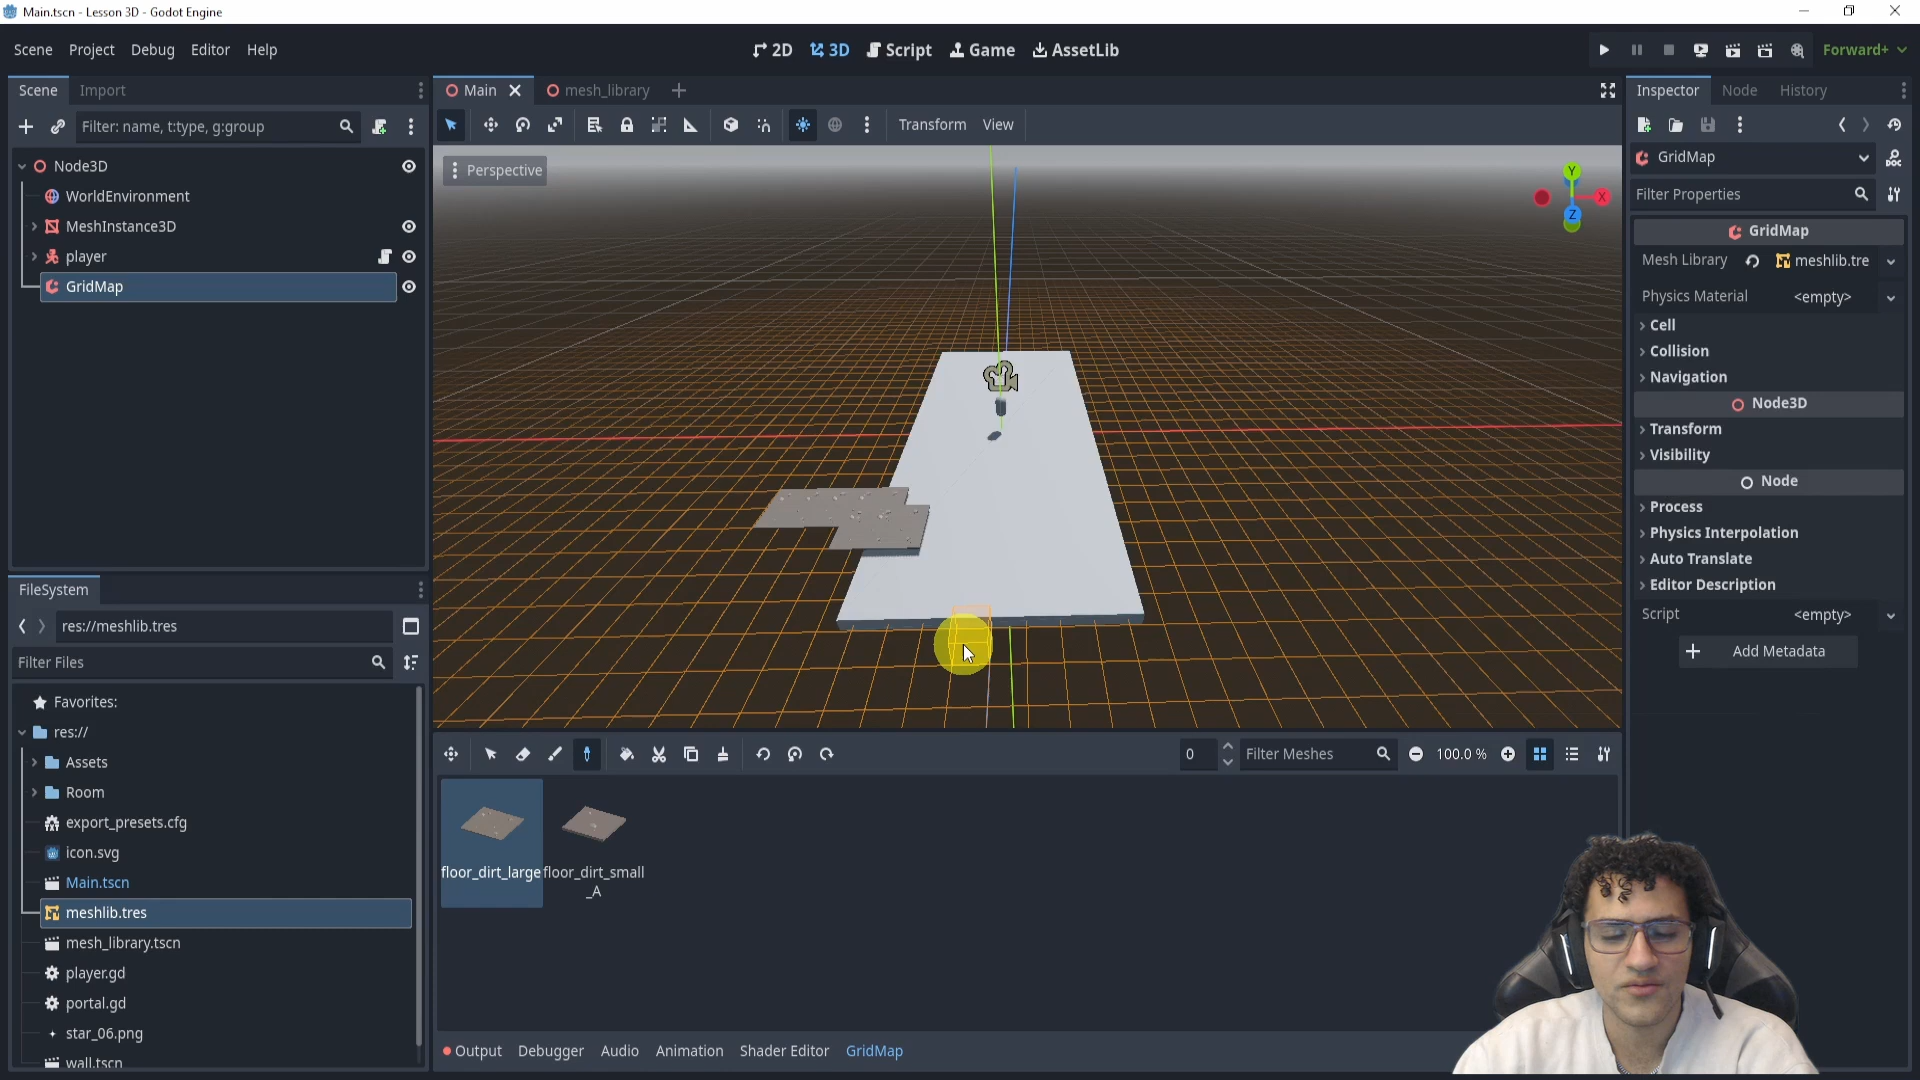 Main.tscn - Lesson 3D - Godot Engine
Scene Project Debug Editor Help
2D 3D Script Game AssetLib
Forward+
Scene Import
Filter: name, t:type, g:group
Node3D
WorldEnvironment
MeshInstance3D
player
GridMap
FileSystem
res://meshlib.tres
Filter Files
Favorites:
res://
Assets
Room
export_presets.cfg
icon.svg
Main.tscn
meshlib.tres
mesh_library.tscn
player.gd
portal.gd
star_06.png
wall.tscn
Main mesh_library
Transform View
Perspective
Y
X
Z
0 Filter Meshes 100.0 %
floor_dirt_large
floor_dirt_small
_A
Output Debugger Audio Animation Shader Editor GridMap
Inspector Node History
GridMap
Filter Properties
GridMap
Mesh Library meshlib.tre
Physics Material <empty>
Cell
Collision
Navigation
Node3D
Transform
Visibility
Node
Process
Physics Interpolation
Auto Translate
Editor Description
Script <empty>
Add Metadata